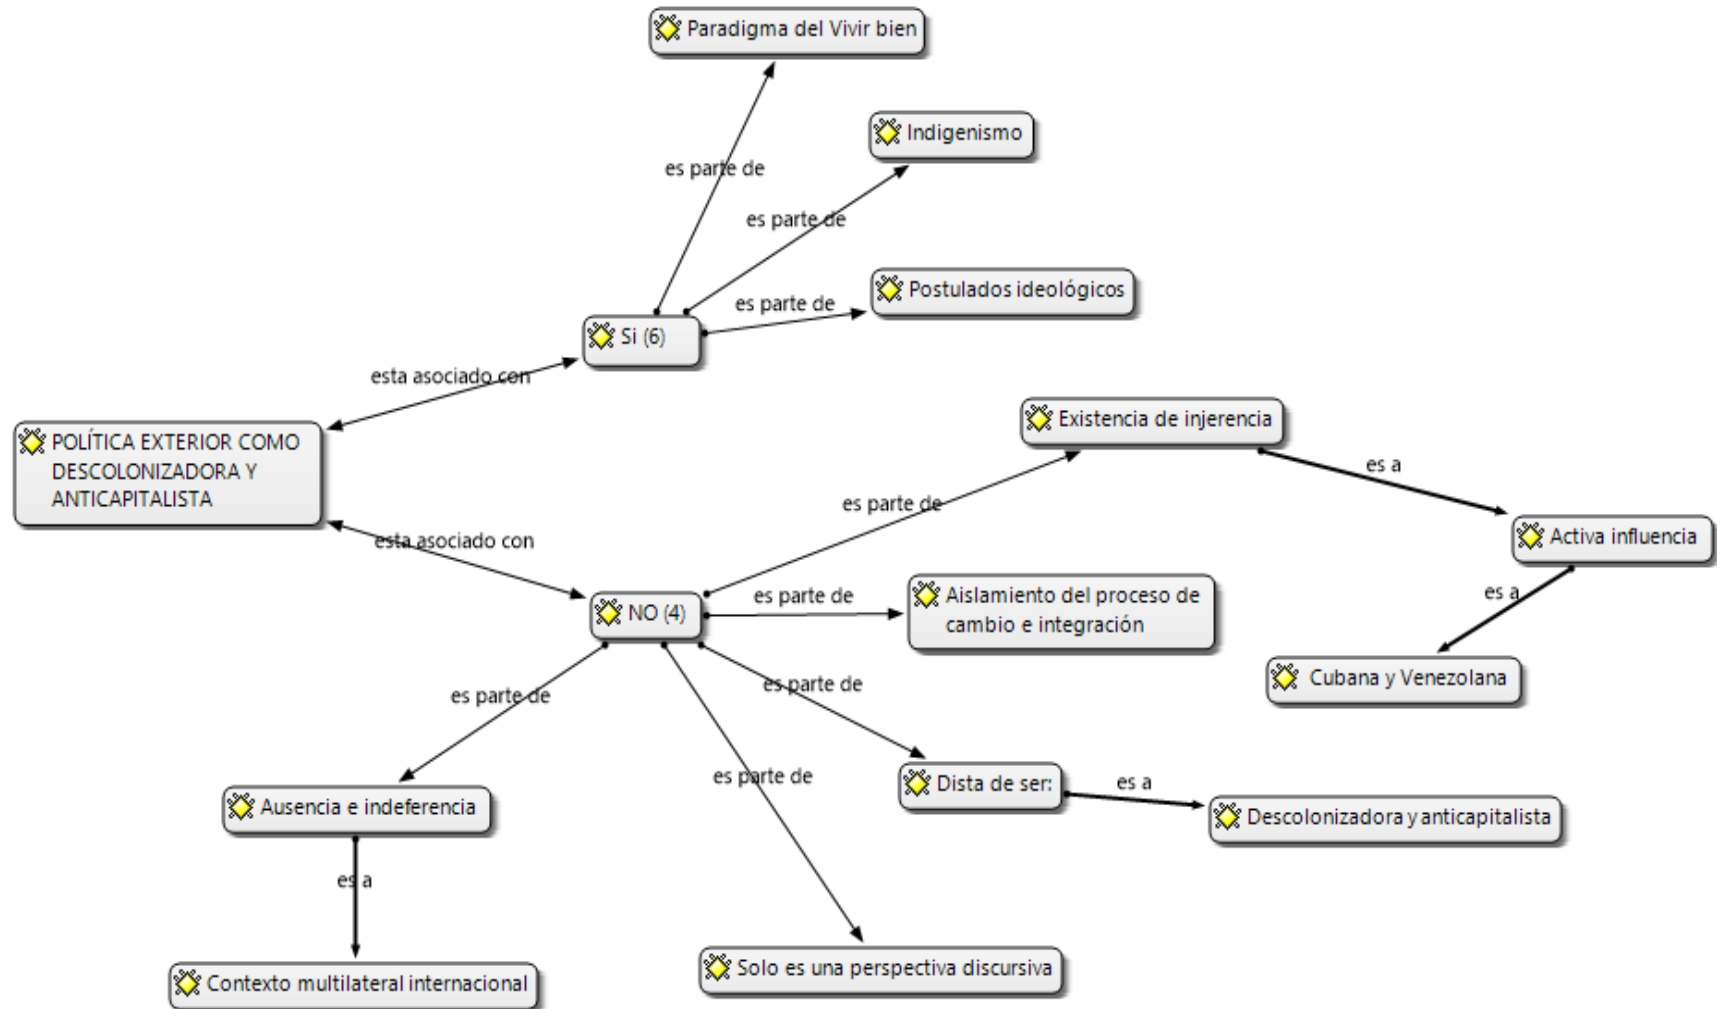 Paradigma del Vivir bien
Indigenismo
es parte de
es parte de
Postulados ideológicos
es parte de
Si (6)
esta asociado con
Existencia de injerencia
POLÍTICA EXTERIOR COMO
DESCOLONIZADORA Y
ANTICAPITALISTA
es a
es parte de
Activa influencia
esta asociado con
es parte de
Aislamiento del proceso de
cambio e integración
es a
NO (4)
Cubana y Venezolana
es parte de
es parte de
es parte de
Dista de ser:
es a
Ausencia e indeferencia
Descolonizadora y anticapitalista
es a
Solo es una perspectiva discursiva
Contexto multilateral internacional